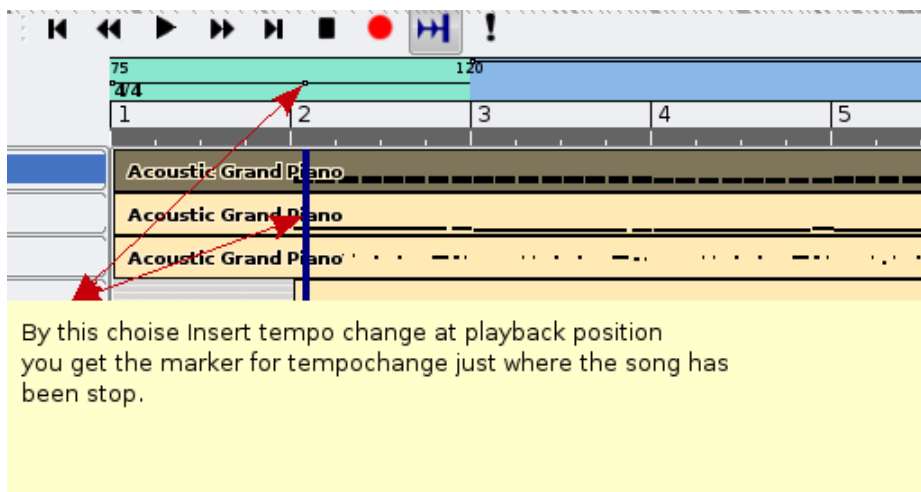 75 120
4/4
1 2 3 4 5
Acoustic Grand Piano
Acoustic Grand Piano
Acoustic Grand Piano
By this choise Insert tempo change at playback position
you get the marker for tempochange just where the song has
been stop.